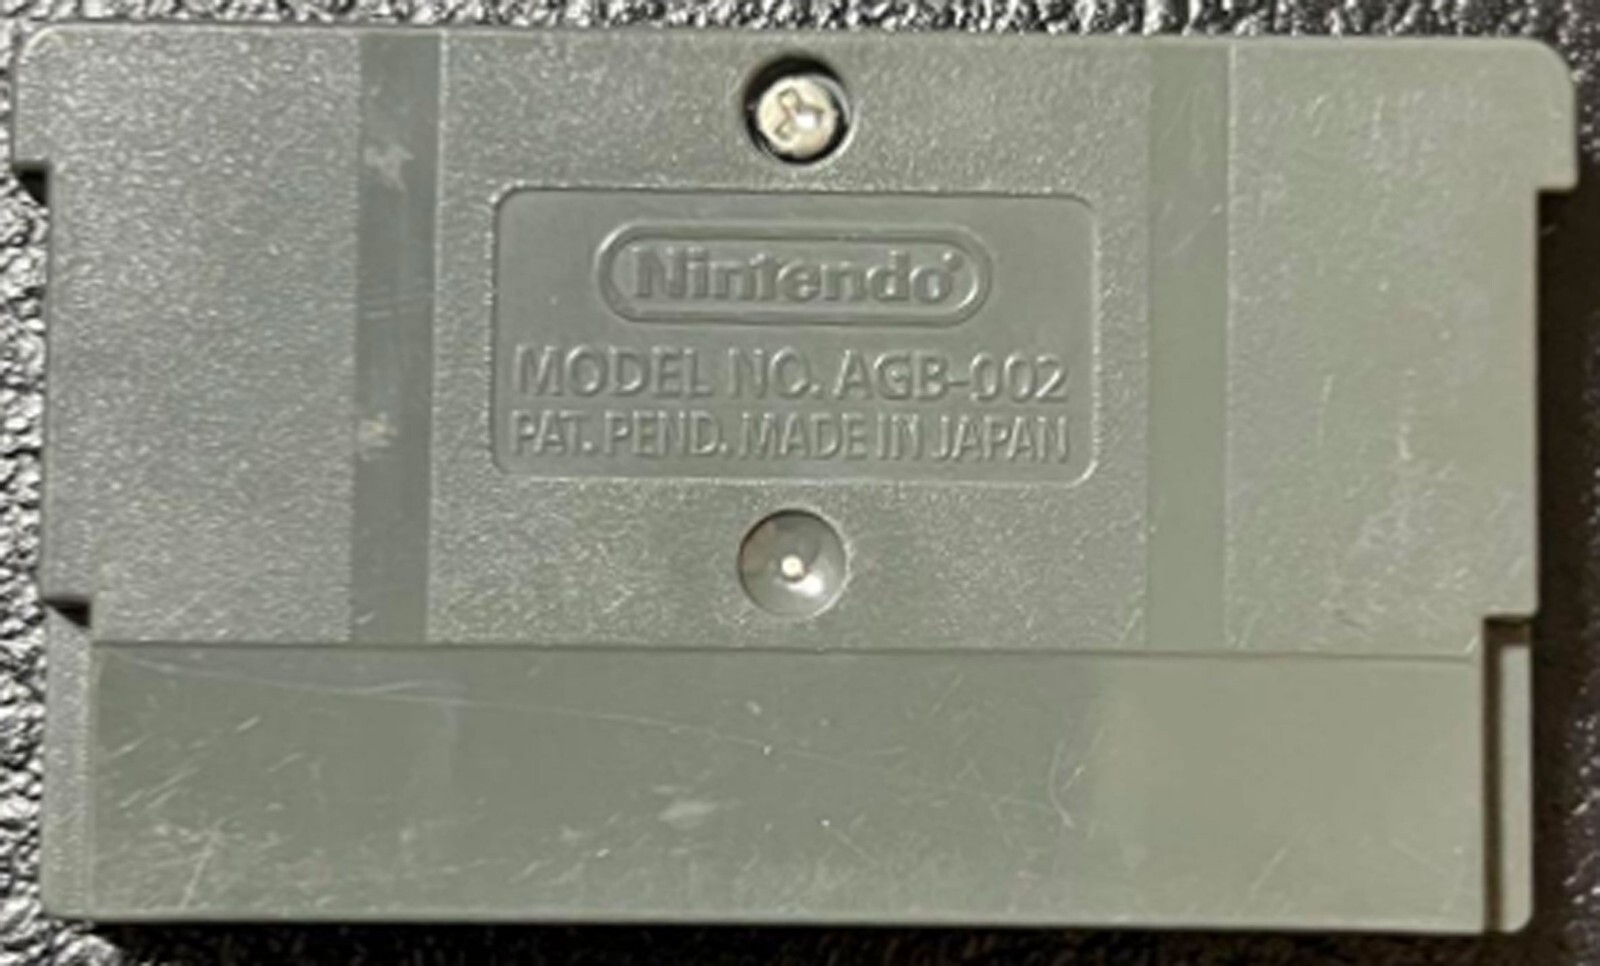 Nintendo
MODEL NO. AGB-002
PAT. PEND. MADE IN JAPAN